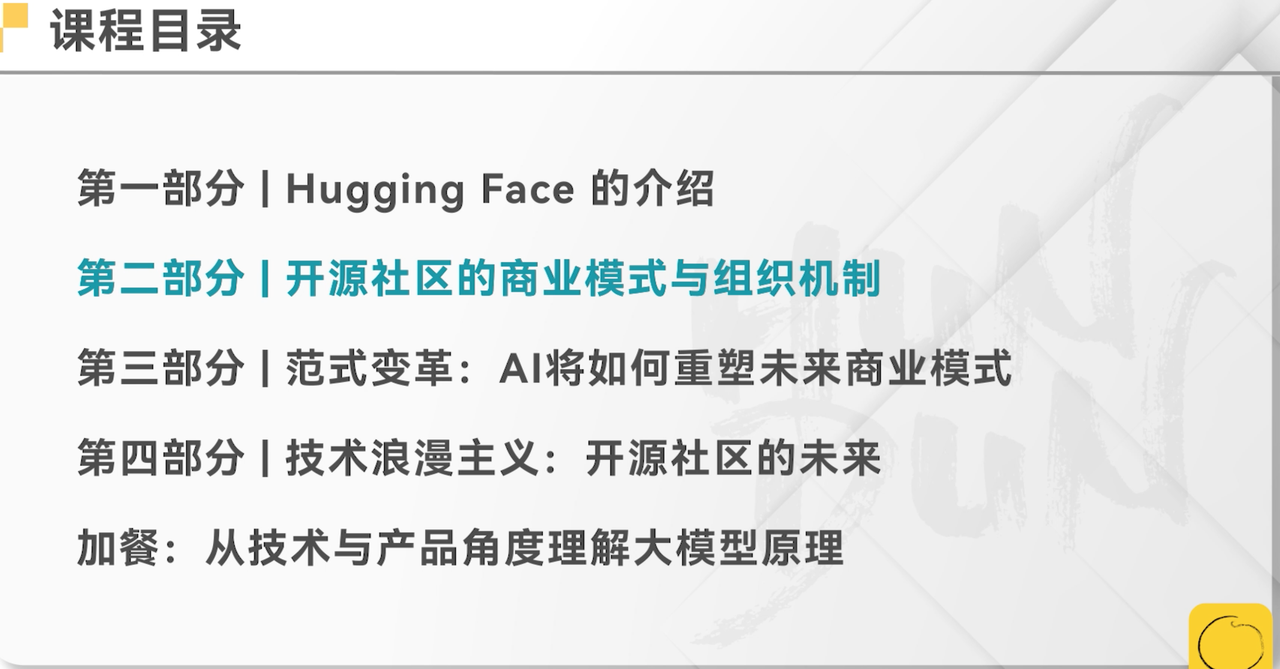 课程目录
第一部分 | Hugging Face 的介绍
第二部分 | 开源社区的商业模式与组织机制
第三部分 | 范式变革：AI将如何重塑未来商业模式
第四部分 | 技术浪漫主义：开源社区的未来
加餐：从技术与产品角度理解大模型原理
HUN
DUN